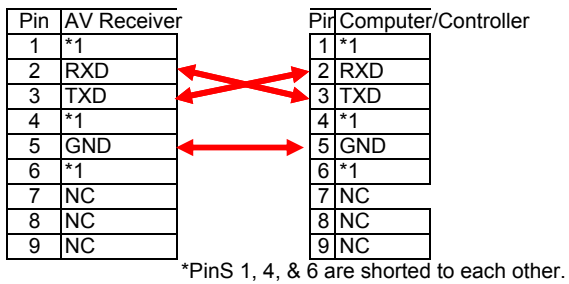 Pin AV Receiver Pin Computer/Controller
1 *1 1 *1
2 RXD 2 RXD
3 TXD 3 TXD
4 *1 4 *1
5 GND 5 GND
6 *1 6 *1
7 NC 7 NC
8 NC 8 NC
9 NC 9 NC
*PinS 1, 4, & 6 are shorted to each other.